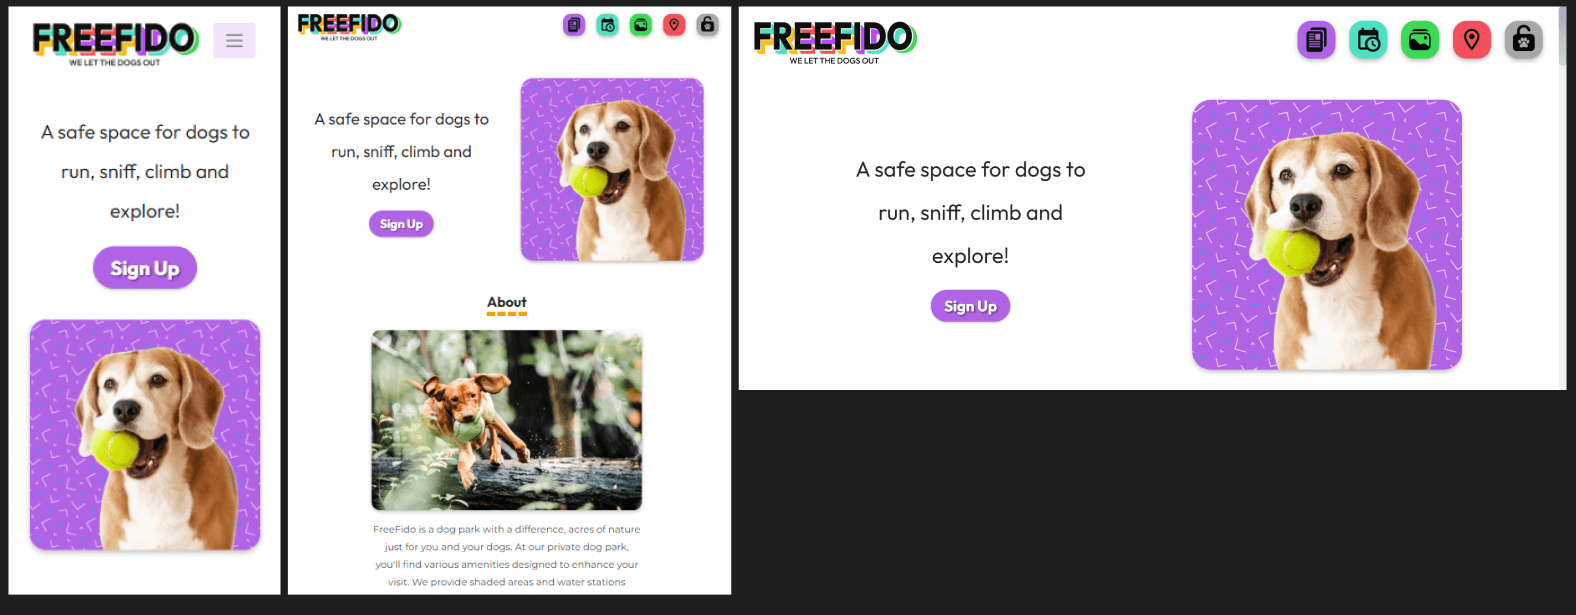 FREEFIDO
WE LET THE DOGS OUT
A safe space for dogs to
run, sniff, climb and
explore!
Sign Up
FREEFIDO
WE LET THE DOGS OUT
A safe space for dogs to
run, sniff, climb and
explore!
Sign Up
About
FreeFido is a dog park with a difference, acres of nature
just for you and your dogs. At our private dog park,
you'll find various amenities designed to enhance your
visit. We provide shaded areas and water stations
FREEFIDO
WE LET THE DOGS OUT
A safe space for dogs to
run, sniff, climb and
explore!
Sign Up